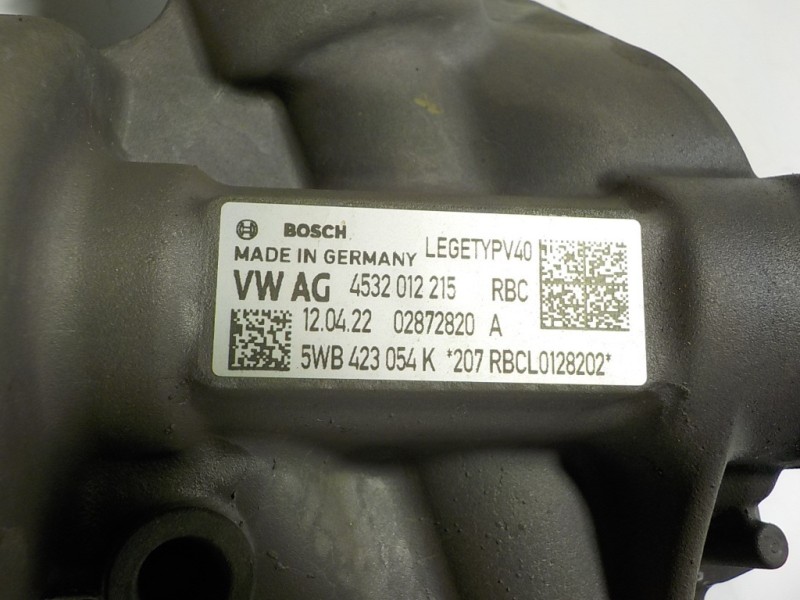 BOSCH
MADE IN GERMANY LEGETYPV40
VW AG 4532 012 215 RBC
12.04.22 02872820 A
5WB 423 054 K *207 RBCL0128202*